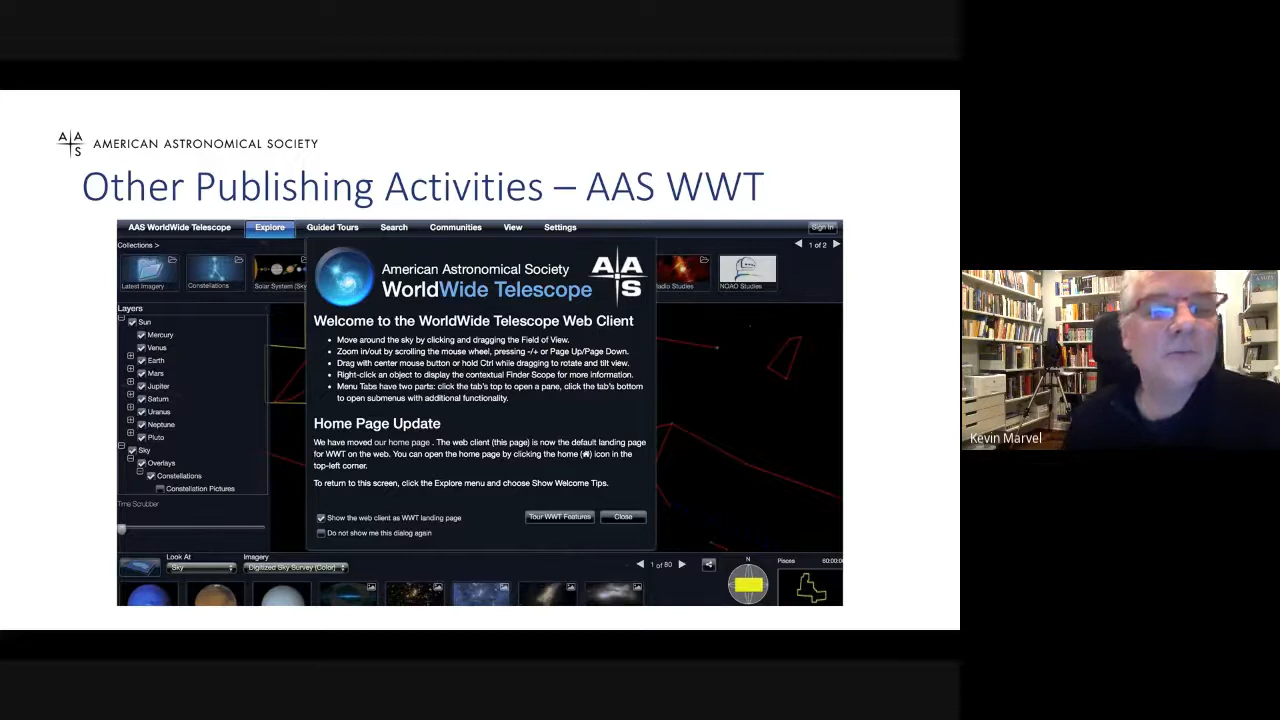 A A
S
AMERICAN ASTRONOMICAL SOCIETY
Other Publishing Activities – AAS WWT
AAS WorldWide Telescope Explore Guided Tours Search Communities View Settings Sign In
Collections > 1 of 2
Latest Imagery Constellations Solar System (Sky Radio Studies NOAO Studies
American Astronomical Society
WorldWide Telescope
A A
S
Welcome to the WorldWide Telescope Web Client
Move around the sky by clicking and dragging the Field of View.
Zoom in/out by scrolling the mouse wheel, pressing -/+ or Page Up/Page Down.
Drag with center mouse button or hold Ctrl while dragging to rotate and tilt view.
Right-click an object to display the contextual Finder Scope for more information.
Menu Tabs have two parts: click the tab's top to open a pane, click the tab's bottom
to open submenus with additional functionality.
Home Page Update
We have moved our home page . The web client (this page) is now the default landing page
for WWT on the web. You can open the home page by clicking the home ( ) icon in the
top-left corner.
To return to this screen, click the Explore menu and choose Show Welcome Tips.
Show the web client as WWT landing page
Do not show me this dialog again
Tour WWT Features Close
Layers
Sun
Mercury
Venus
Earth
Mars
Jupiter
Saturn
Uranus
Neptune
Pluto
Sky
Overlays
Constellations
Constellation Pictures
Time Scrubber
Look At Imagery
Sky Digitized Sky Survey (Color)
1 of 80
N
Pisces 60:00:0
Kevin Marvel